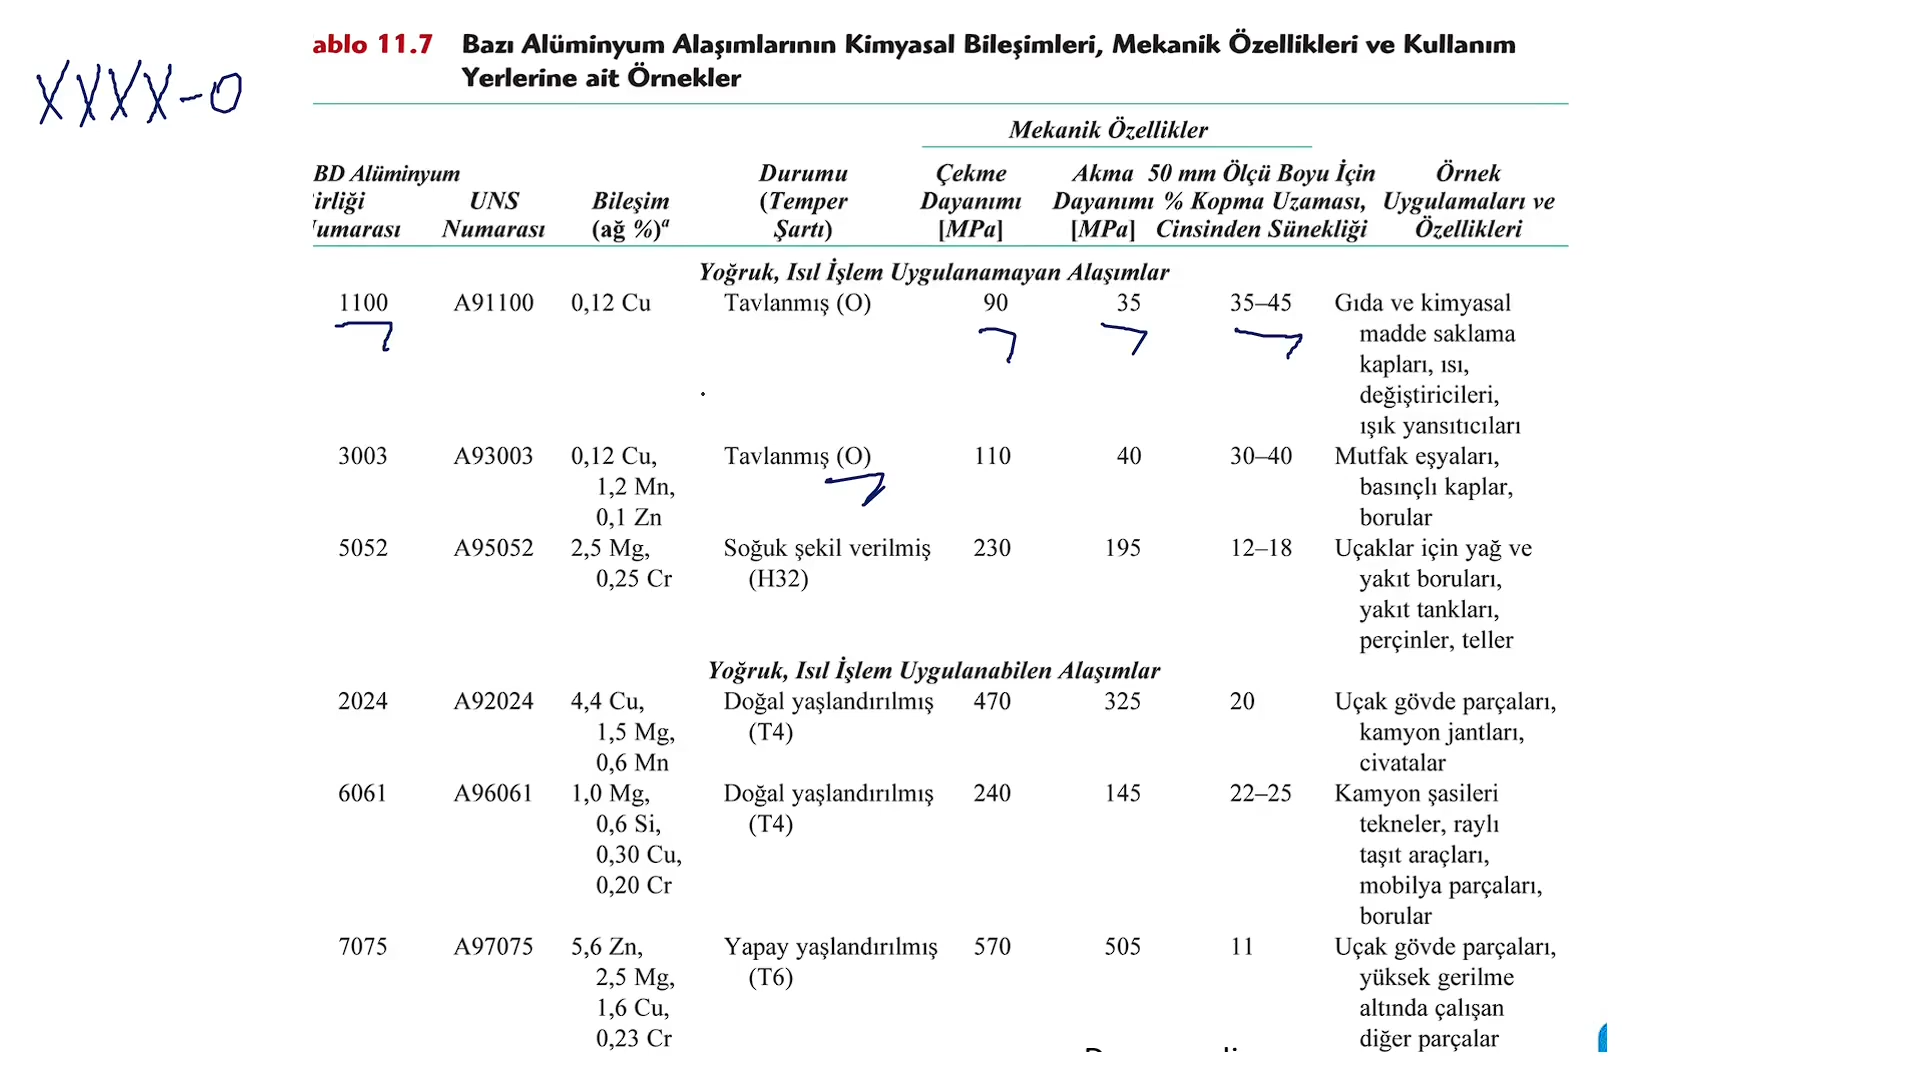 XXXX-O
ablo 11.7 Bazı Alüminyum Alaşımlarının Kimyasal Bileşimleri, Mekanik Özellikleri ve Kullanım
Yerlerine ait Örnekler
Mekanik Özellikler
BD Alüminyum Durumu Çekme Akma 50 mm Ölçü Boyu İçin Örnek
irliği UNS Bileşim (Temper Dayanımı Dayanımı % Kopma Uzaması, Uygulamaları ve
umarası Numarası (ağ %)a Şartı) [MPa] [MPa] Cinsinden Sünekliği Özellikleri
Yoğruk, Isıl İşlem Uygulanamayan Alaşımlar
1100 A91100 0,12 Cu Tavlanmış (O) 90 35 35–45 Gıda ve kimyasal
madde saklama
kapları, ısı,
değiştiricileri,
ışık yansıtıcıları
3003 A93003 0,12 Cu, Tavlanmış (O) 110 40 30–40 Mutfak eşyaları,
1,2 Mn, basınçlı kaplar,
0,1 Zn borular
5052 A95052 2,5 Mg, Soğuk şekil verilmiş 230 195 12–18 Uçaklar için yağ ve
0,25 Cr (H32) yakıt boruları,
yakıt tankları,
perçinler, teller
Yoğruk, Isıl İşlem Uygulanabilen Alaşımlar
2024 A92024 4,4 Cu, Doğal yaşlandırılmış 470 325 20 Uçak gövde parçaları,
1,5 Mg, (T4) kamyon jantları,
0,6 Mn civatalar
6061 A96061 1,0 Mg, Doğal yaşlandırılmış 240 145 22–25 Kamyon şasileri
0,6 Si, (T4) tekneler, raylı
0,30 Cu, taşıt araçları,
0,20 Cr mobilya parçaları,
borular
7075 A97075 5,6 Zn, Yapay yaşlandırılmış 570 505 11 Uçak gövde parçaları,
2,5 Mg, (T6) yüksek gerilme
1,6 Cu, altında çalışan
0,23 Cr diğer parçalar